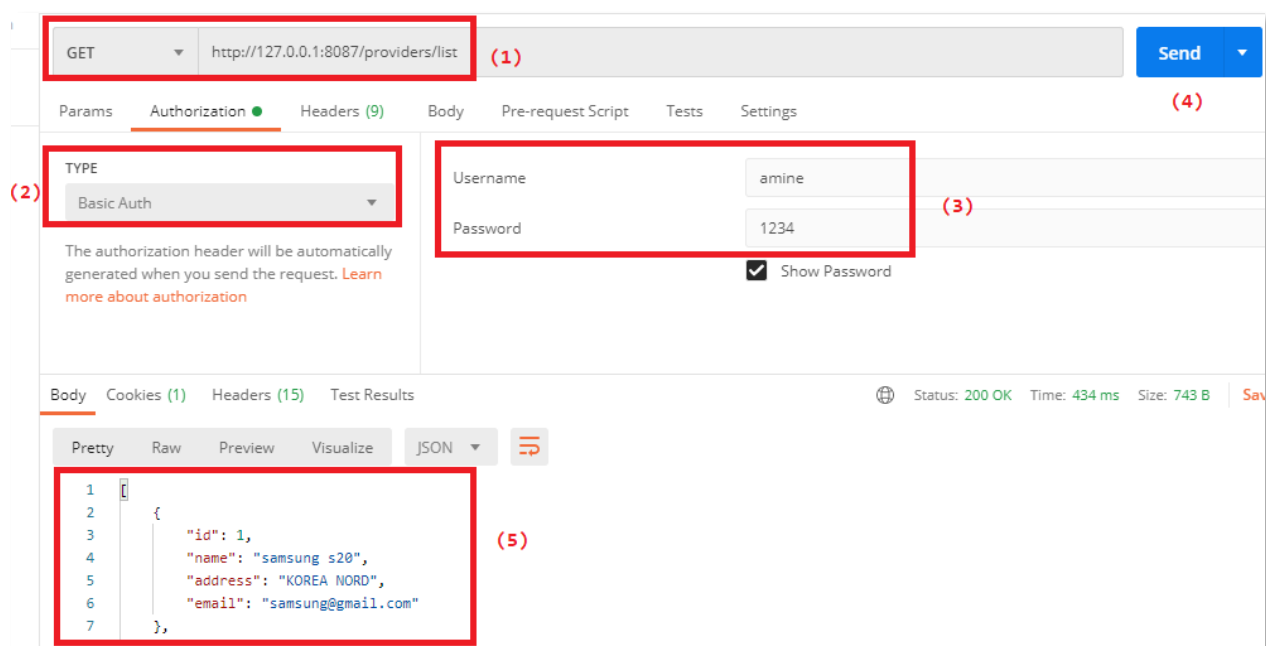 GET http://127.0.0.1:8087/providers/list (1) Send
(4)
Params Authorization Headers (9) Body Pre-request Script Tests Settings
TYPE
(2) Basic Auth
Username amine
(3)
Password 1234
Show Password
The authorization header will be automatically
generated when you send the request. Learn
more about authorization
Body Cookies (1) Headers (15) Test Results Status: 200 OK Time: 434 ms Size: 743 B Sav
Pretty Raw Preview Visualize JSON
1 [
2 {
3 "id": 1,
(5)
4 "name": "samsung s20",
5 "address": "KOREA NORD",
6 "email": "samsung@gmail.com"
7 },